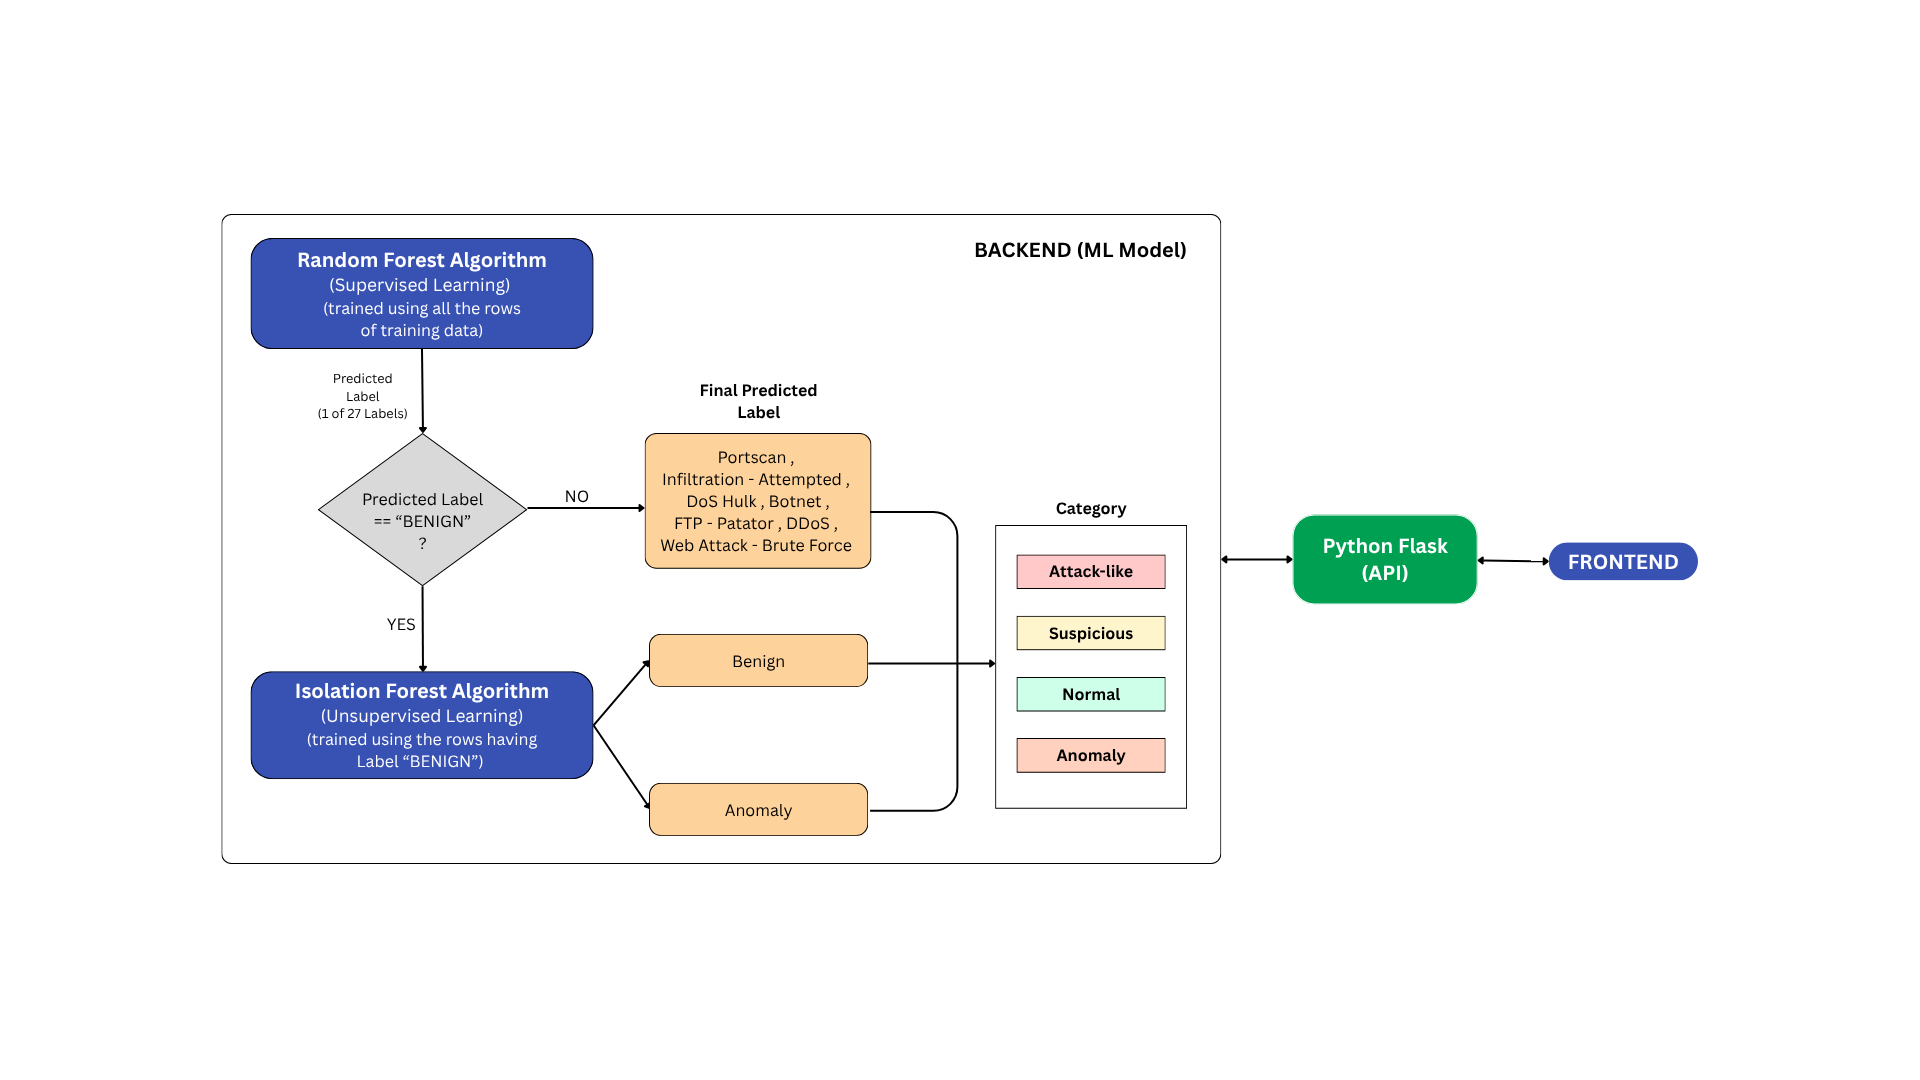 BACKEND (ML Model)
Random Forest Algorithm
(Supervised Learning)
(trained using all the rows
of training data)
Predicted
Label
(1 of 27 Labels)
Predicted Label
== “BENIGN”
?
NO
YES
Isolation Forest Algorithm
(Unsupervised Learning)
(trained using the rows having
Label “BENIGN”)
Final Predicted
Label
Portscan ,
Infiltration - Attempted ,
DoS Hulk , Botnet ,
FTP - Patator , DDoS ,
Web Attack - Brute Force
Benign
Anomaly
Category
Attack-like
Suspicious
Normal
Anomaly
Python Flask
(API)
FRONTEND